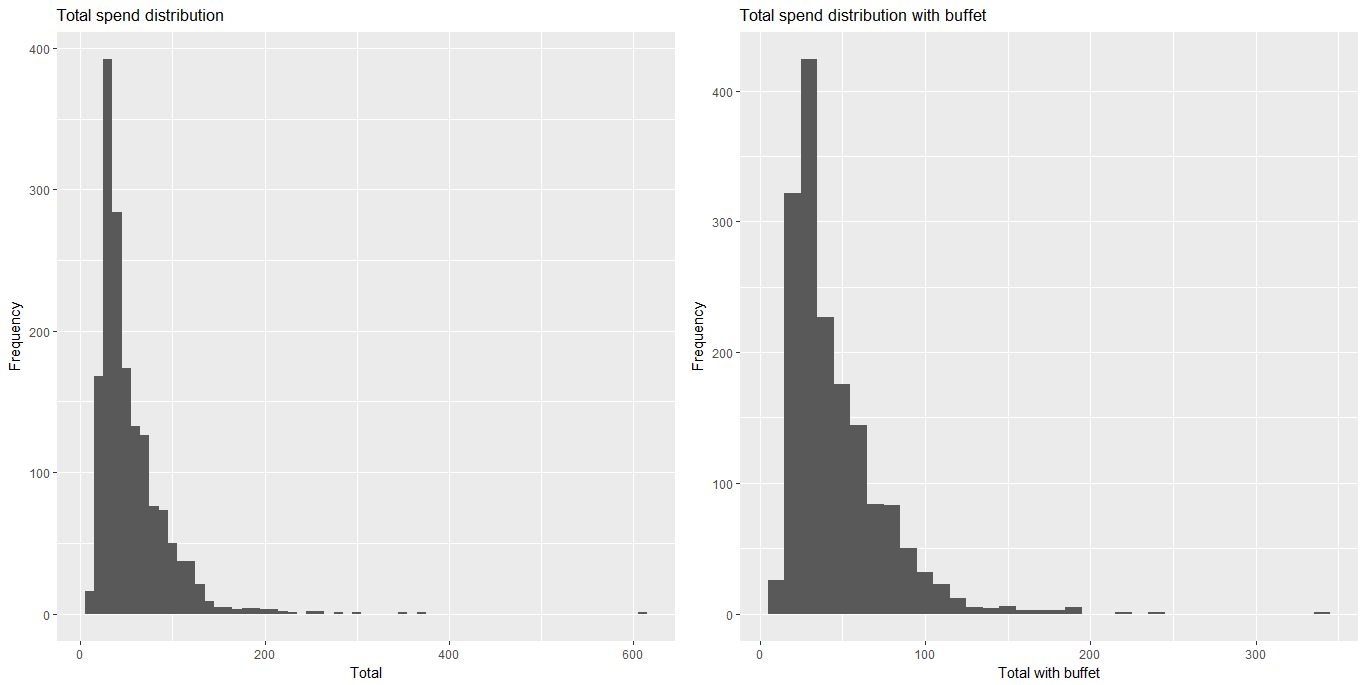 Total spend distribution
400
300
200
100
0
Frequency
0 200 400 600
Total
Total spend distribution with buffet
400
300
200
100
0
Frequency
0 100 200 300
Total with buffet